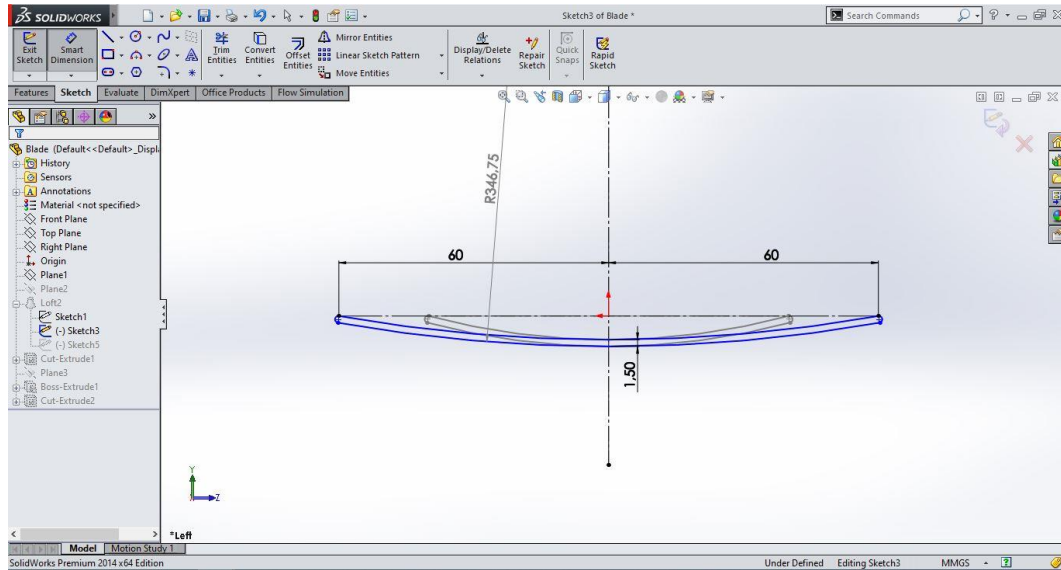 SOLIDWORKS
Sketch3 of Blade *
Search Commands
Exit Sketch
Smart Dimension
Trim Entities
Convert Entities
Offset Entities
Mirror Entities
Linear Sketch Pattern
Move Entities
Display/Delete Relations
Repair Sketch
Quick Snaps
Rapid Sketch
Features
Sketch
Evaluate
DimXpert
Office Products
Flow Simulation
Blade (Default<<Default>_Displ
History
Sensors
Annotations
Material <not specified>
Front Plane
Top Plane
Right Plane
Origin
Plane1
Plane2
Loft2
Sketch1
(-) Sketch3
(-) Sketch5
Cut-Extrude1
Plane3
Boss-Extrude1
Cut-Extrude2
R346,75
60
60
1,50
Y
Z
*Left
Model
Motion Study 1
SolidWorks Premium 2014 x64 Edition
Under Defined
Editing Sketch3
MMGS